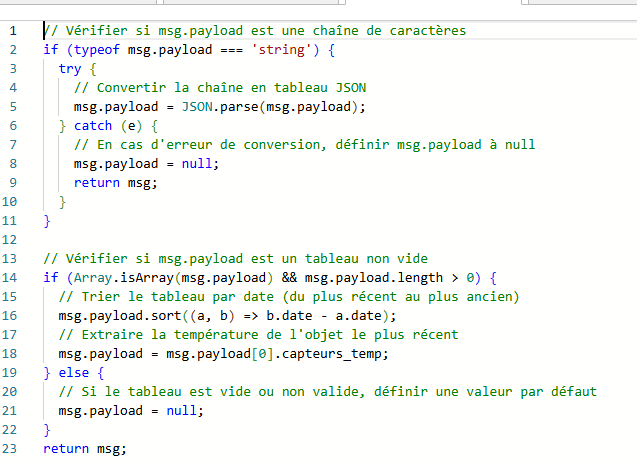 1 // Vérifier si msg.payload est une chaîne de caractères
2 if (typeof msg.payload === 'string') {
3   try {
4     // Convertir la chaîne en tableau JSON
5     msg.payload = JSON.parse(msg.payload);
6   } catch (e) {
7     // En cas d'erreur de conversion, définir msg.payload à null
8     msg.payload = null;
9     return msg;
10   }
11 }
12
13 // Vérifier si msg.payload est un tableau non vide
14 if (Array.isArray(msg.payload) && msg.payload.length > 0) {
15   // Trier le tableau par date (du plus récent au plus ancien)
16   msg.payload.sort((a, b) => b.date - a.date);
17   // Extraire la température de l'objet le plus récent
18   msg.payload = msg.payload[0].capteurs_temp;
19 } else {
20   // Si le tableau est vide ou non valide, définir une valeur par défaut
21   msg.payload = null;
22 }
23 return msg;